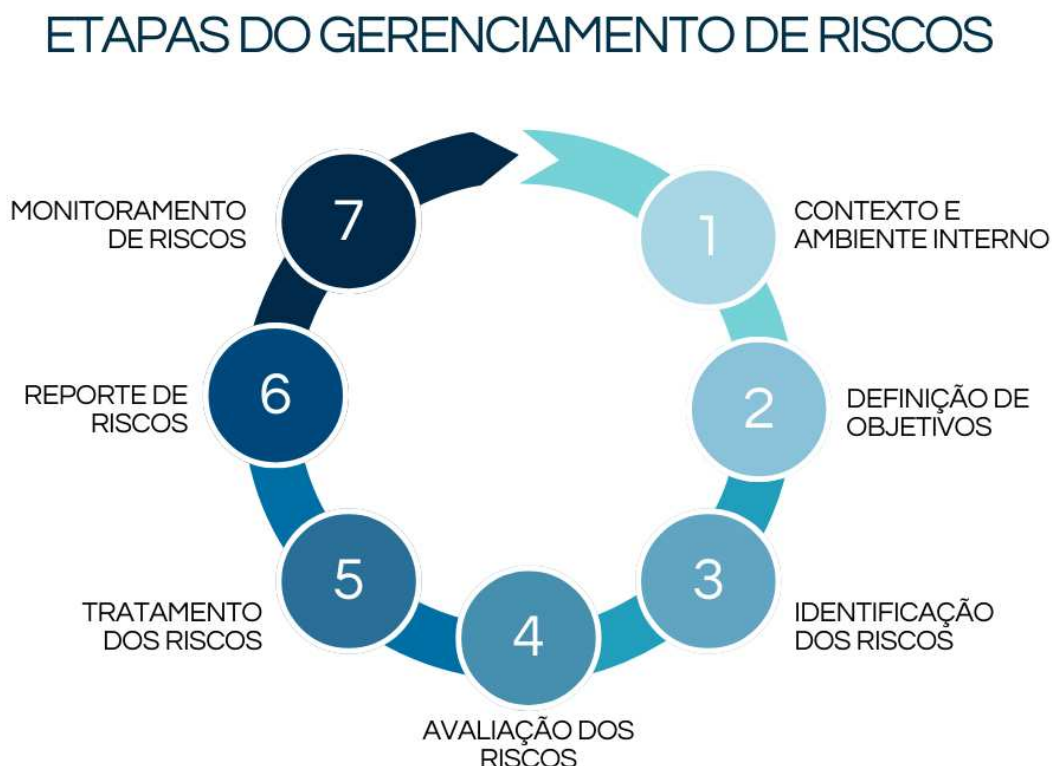 ETAPAS DO GERENCIAMENTO DE RISCOS
1
CONTEXTO E
AMBIENTE INTERNO
2
DEFINIÇÃO DE
OBJETIVOS
3
IDENTIFICAÇÃO
DOS RISCOS
4
AVALIAÇÃO DOS
RISCOS
5
TRATAMENTO
DOS RISCOS
6
REPORTE DE
RISCOS
7
MONITORAMENTO
DE RISCOS